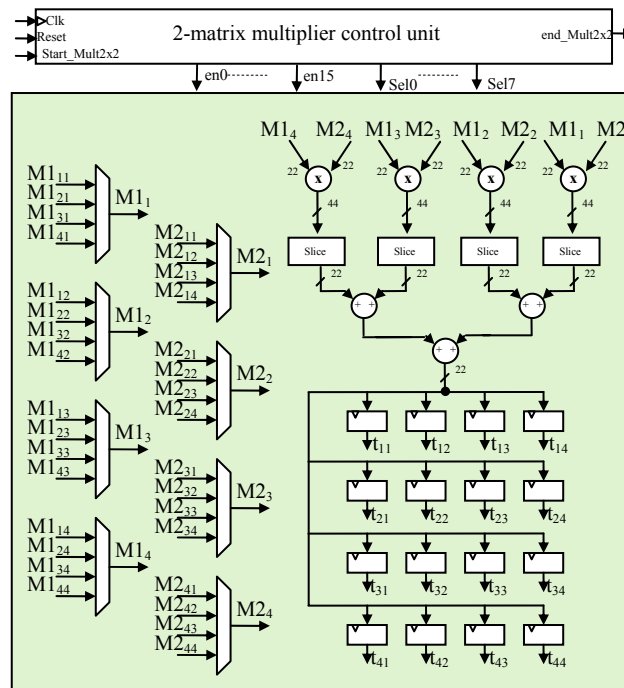 Clk
2-matrix multiplier control unit
end_Mult2x2
Reset
Start_Mult2x2
en0 en15 Sel0 Sel7
M1₄ M2₄ M1₃ M2₃ M1₂ M2₂ M1₁ M2
22 22 22 22 22 22 22 22
x x x x
44 44 44 44
Slice Slice Slice Slice
22 22 22 22
+ + + +
+ +
22
M1₁₁
M1₂₁
M1₃₁
M1₄₁
M1₁
M2₁₁
M2₁₂
M2₁₃
M2₁₄
M2₁
M1₁₂
M1₂₂
M1₃₂
M1₄₂
M1₂
M2₂₁
M2₂₂
M2₂₃
M2₂₄
M2₂
M1₁₃
M1₂₃
M1₃₃
M1₄₃
M1₃
M2₃₁
M2₃₂
M2₃₃
M2₃₄
M2₃
M1₁₄
M1₂₄
M1₃₄
M1₄₄
M1₄
M2₄₁
M2₄₂
M2₄₃
M2₄₄
M2₄
t₁₁ t₁₂ t₁₃ t₁₄
t₂₁ t₂₂ t₂₃ t₂₄
t₃₁ t₃₂ t₃₃ t₃₄
t₄₁ t₄₂ t₄₃ t₄₄